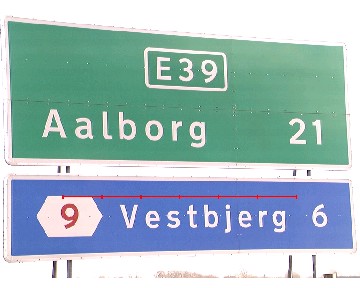 E39
Aalborg 21
9 Vestbjerg 6